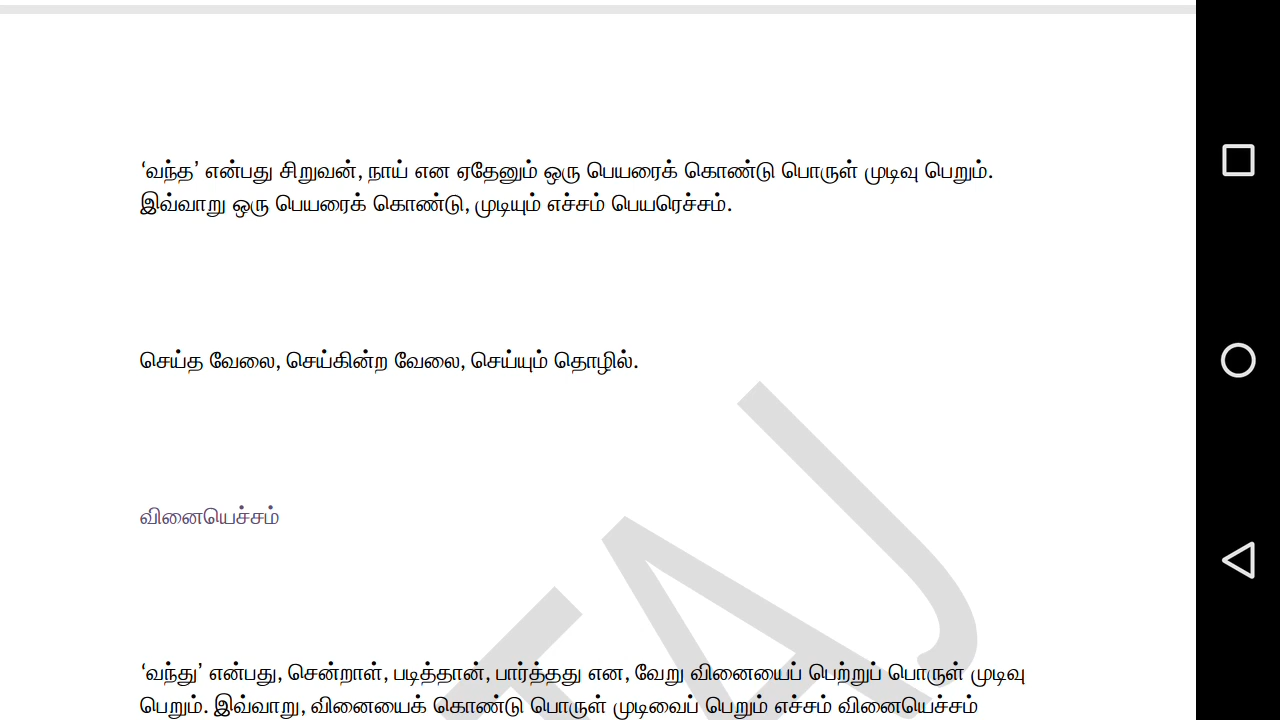 ‘வந்த’ என்பது சிறுவன், நாய் என ஏதேனும் ஒரு பெயரைக் கொண்டு பொருள் முடிவு பெறும்.
இவ்வாறு ஒரு பெயரைக் கொண்டு, முடியும் எச்சம் பெயரெச்சம்.
செய்த வேலை, செய்கின்ற வேலை, செய்யும் தொழில்.
வினையெச்சம்
‘வந்து’ என்பது, சென்றாள், படித்தான், பார்த்தது என, வேறு வினையைப் பெற்றுப் பொருள் முடிவு
பெறும். இவ்வாறு, வினையைக் கொண்டு பொருள் முடிவைப் பெறும் எச்சம் வினையெச்சம்
TAJ